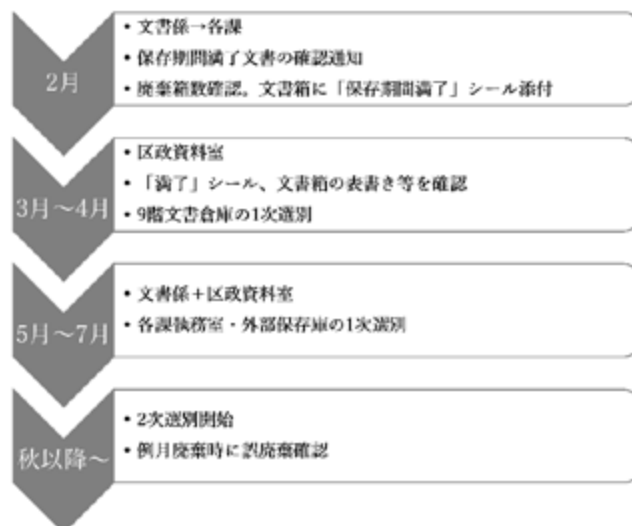 2月
・文書係→各課
・保存期間満了文書の確認通知
・廃棄箱数確認。文書箱に「保存期間満了」シール添付
3月～4月
・区政資料室
・「満了」シール、文書箱の表書き等を確認
・9階文書倉庫の1次選別
5月～7月
・文書係＋区政資料室
・各課執務室・外部保存庫の1次選別
秋以降～
・2次選別開始
・例月廃棄時に誤廃棄確認